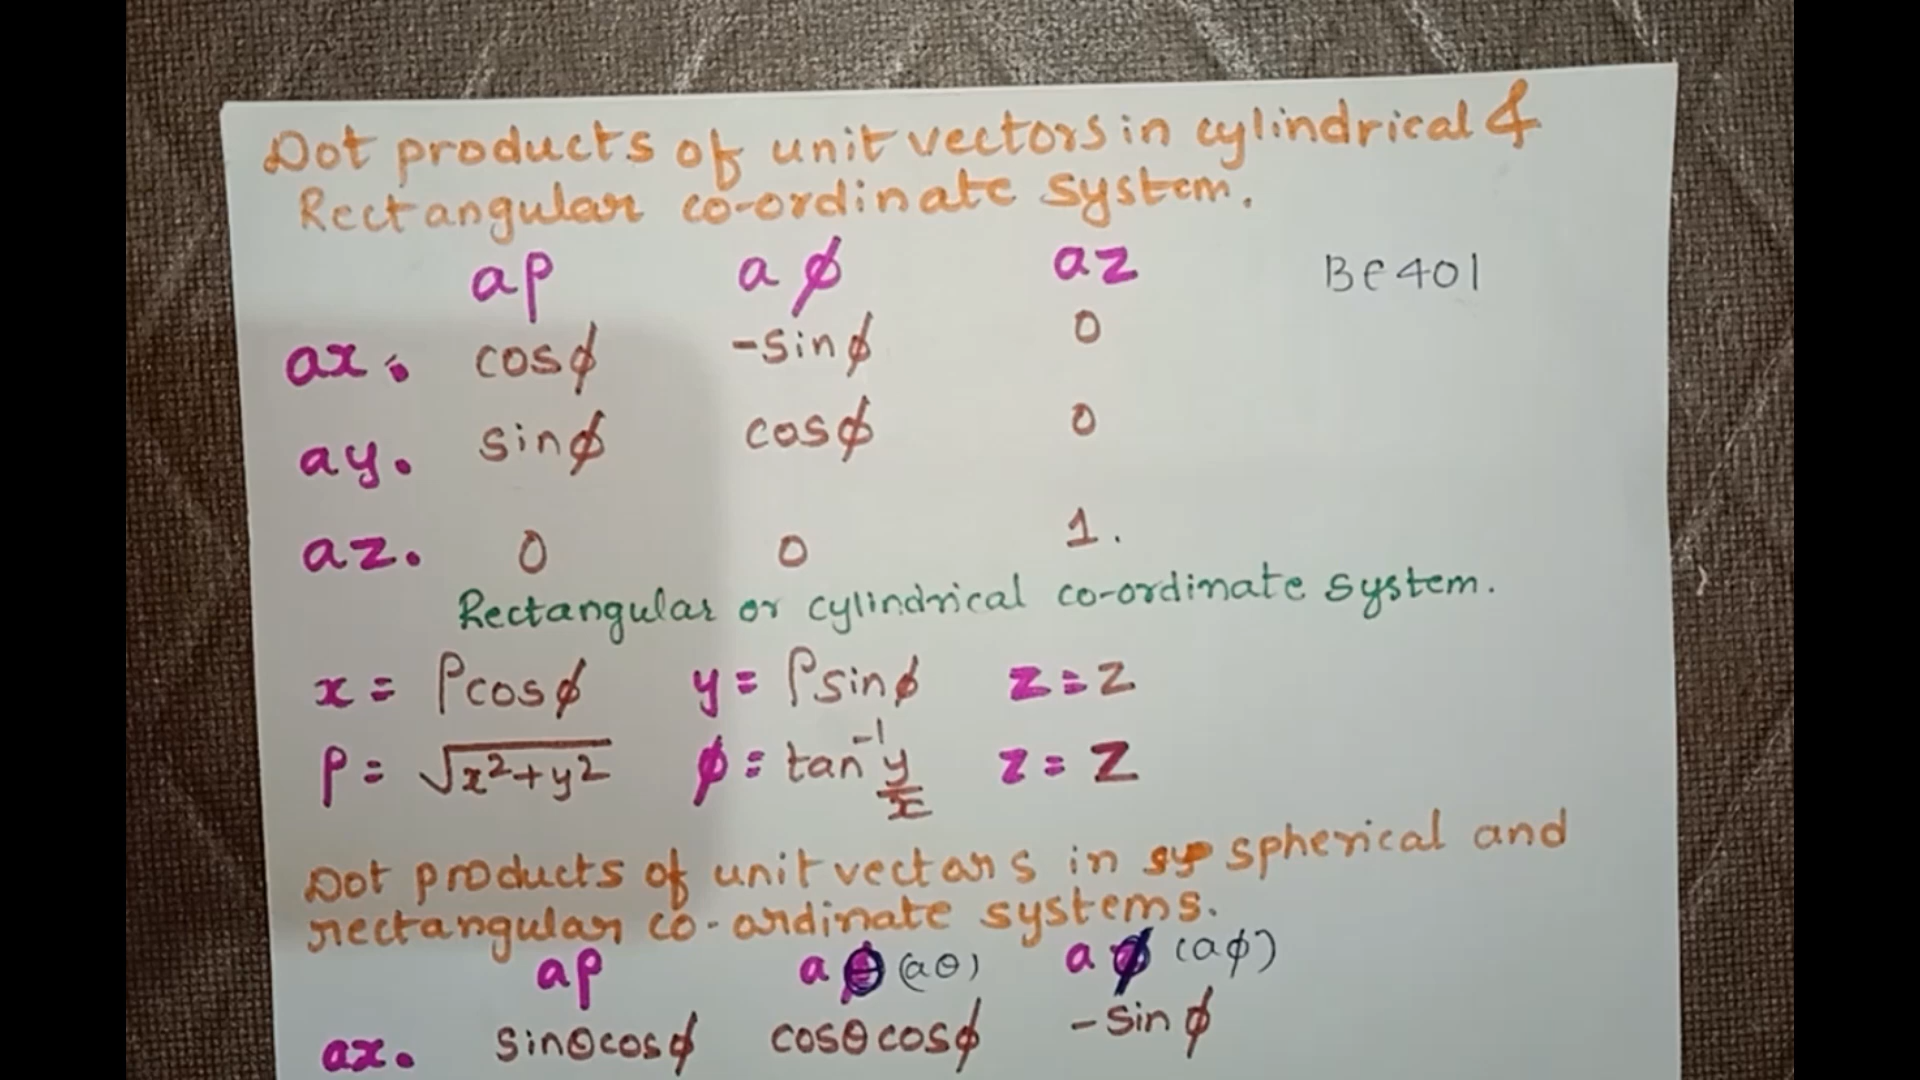 Dot products of unit vectors in cylindrical &
Rectangular co-ordinate system.
aρ aϕ az BE401
ax. cosϕ -sinϕ 0
ay. sinϕ cosϕ 0
az. 0 0 1.
Rectangular or cylindrical co-ordinate system.
x = ρcosϕ y = ρsinϕ z = z
ρ = √x²+y² ϕ = tan⁻¹ y/x z = z
Dot products of unit vectors in spherical and
rectangular co-ordinate systems.
aρ aθ (aθ) aϕ (aϕ)
ax. sinθcosϕ cosθcosϕ -sinϕ